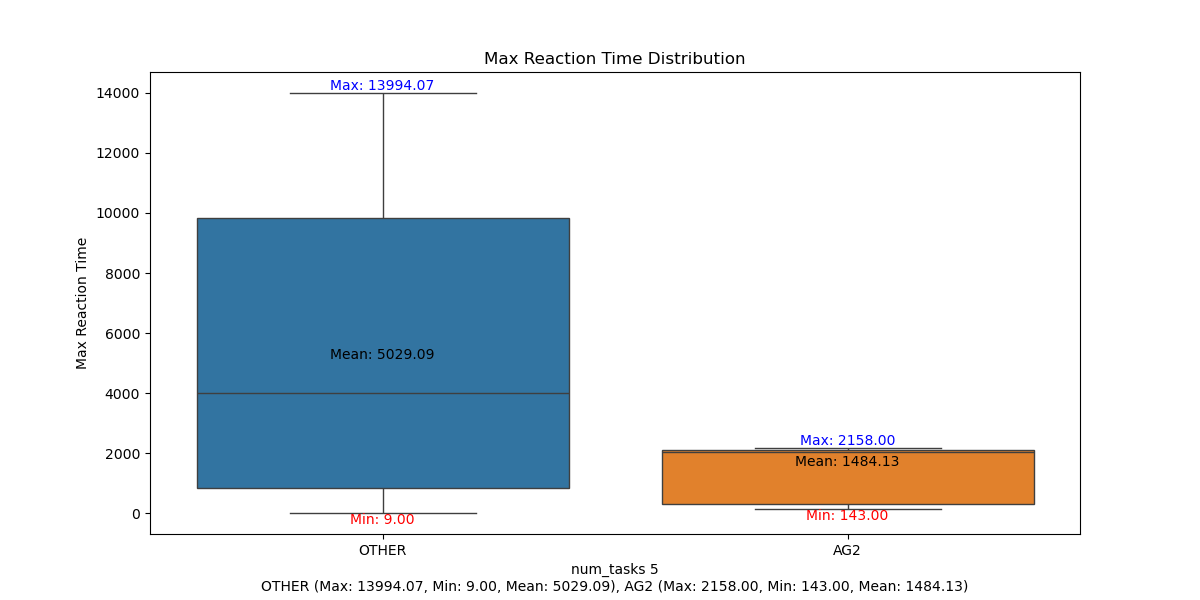 Max Reaction Time Distribution
Max Reaction Time
14000
12000
10000
8000
6000
4000
2000
0
Max: 13994.07
Mean: 5029.09
Min: 9.00
Max: 2158.00
Mean: 1484.13
Min: 143.00
OTHER
AG2
num_tasks 5
OTHER (Max: 13994.07, Min: 9.00, Mean: 5029.09), AG2 (Max: 2158.00, Min: 143.00, Mean: 1484.13)